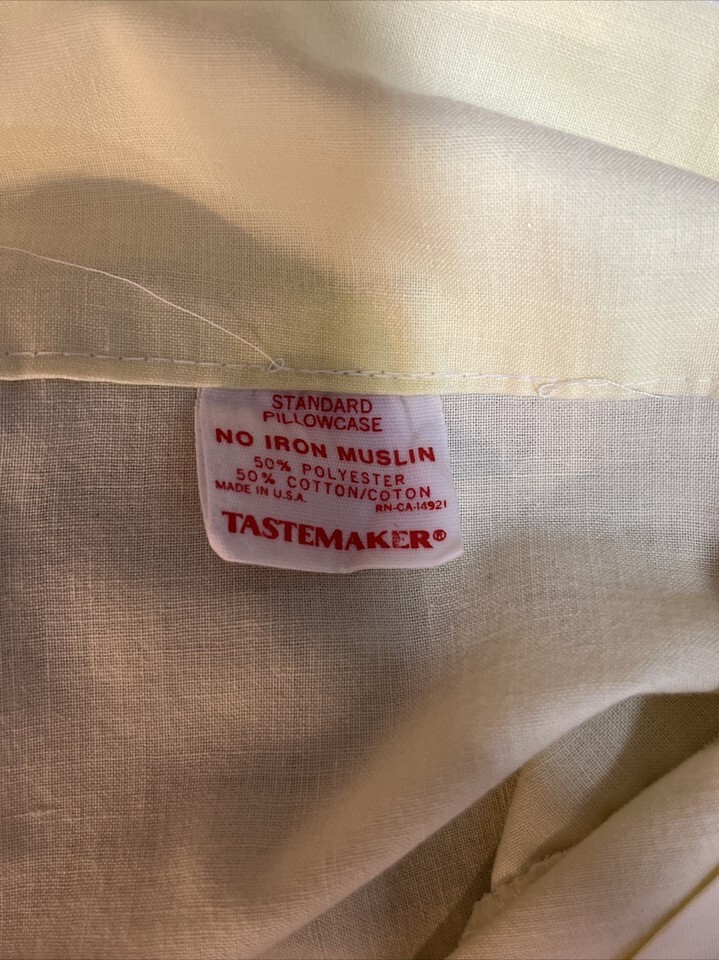 STANDARD
PILLOWCASE
NO IRON MUSLIN
50% POLYESTER
50% COTTON/COTON
MADE IN U.S.A. RN-CA-14921
TASTEMAKER®